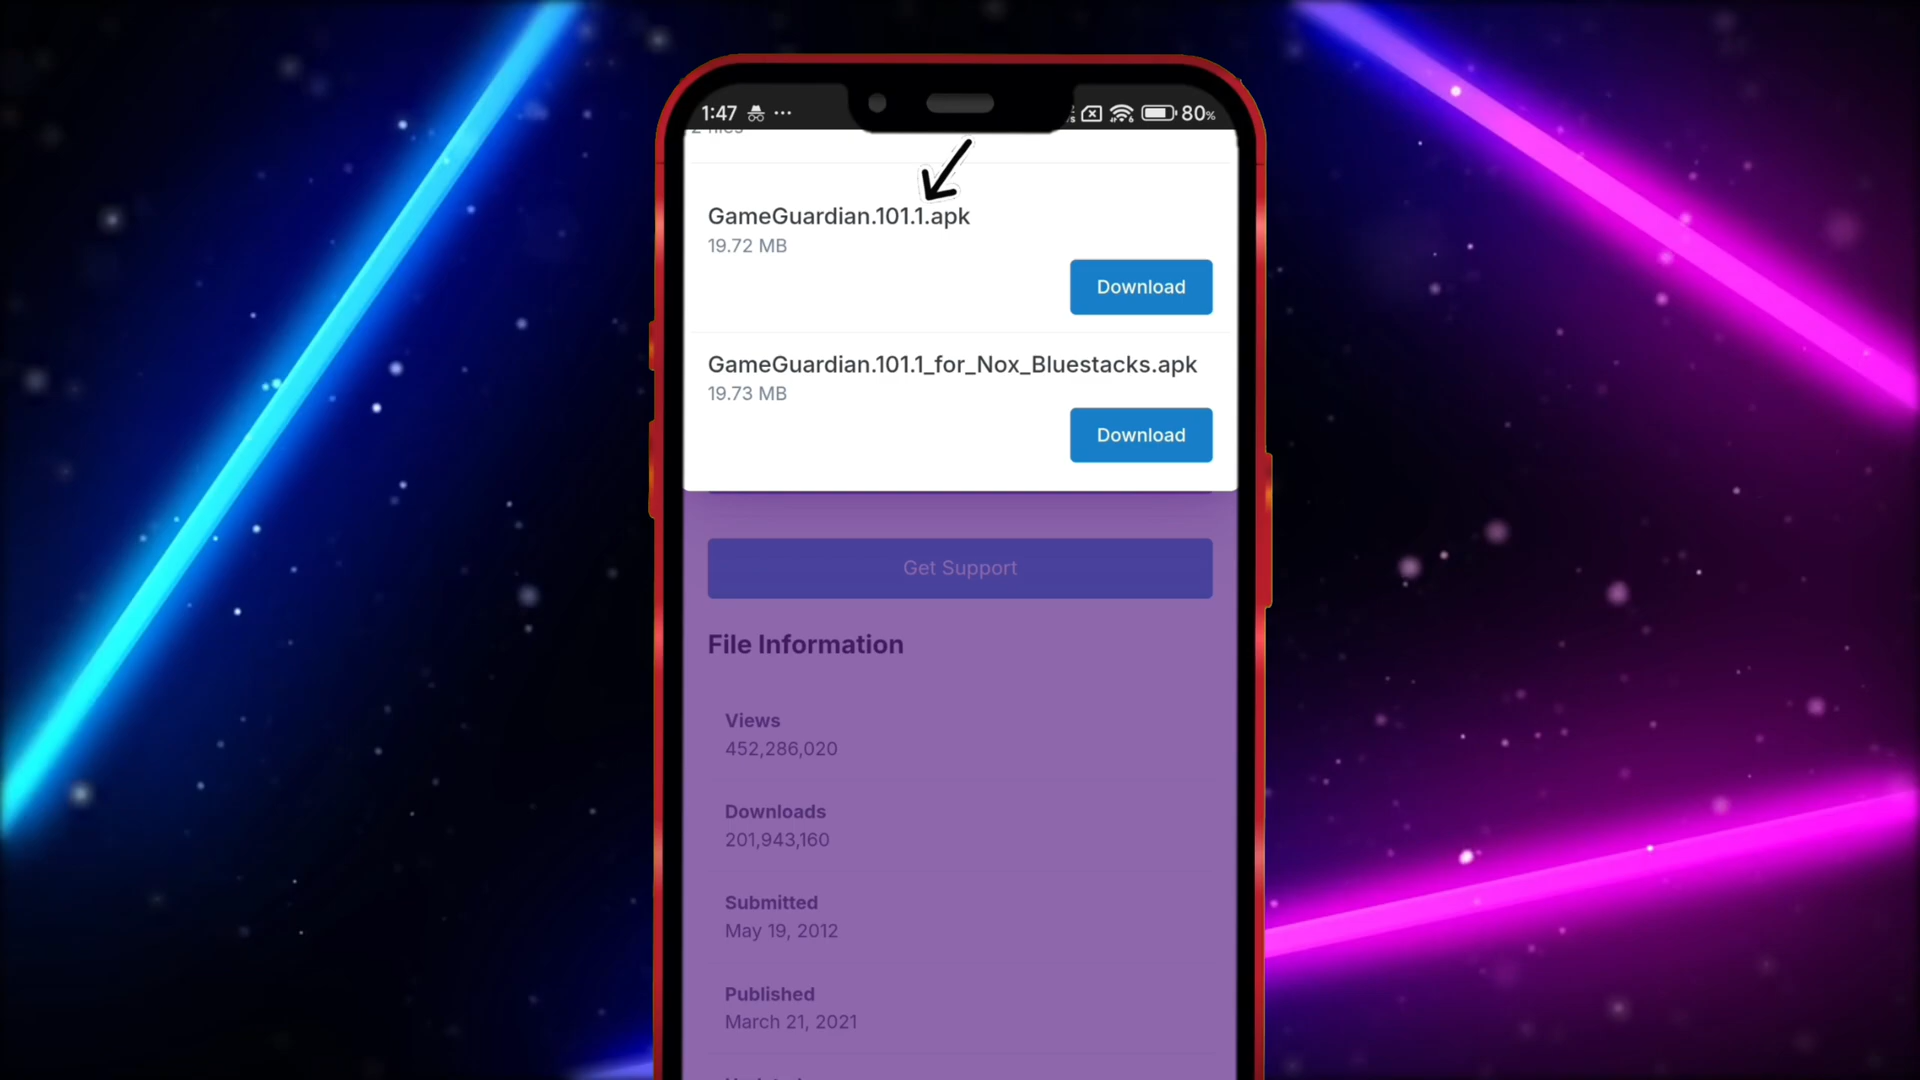 1:47 80%
2 files
GameGuardian.101.1.apk
19.72 MB
Download
GameGuardian.101.1_for_Nox_Bluestacks.apk
19.73 MB
Download
Get Support
File Information
Views
452,286,020
Downloads
201,943,160
Submitted
May 19, 2012
Published
March 21, 2021